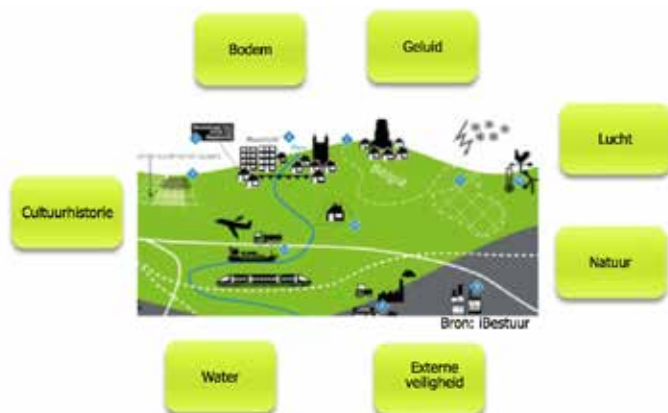 Bodem
Geluid
Lucht
Cultuurhistorie
Natuur
Bron: iBestuur
Water
Externe
veiligheid